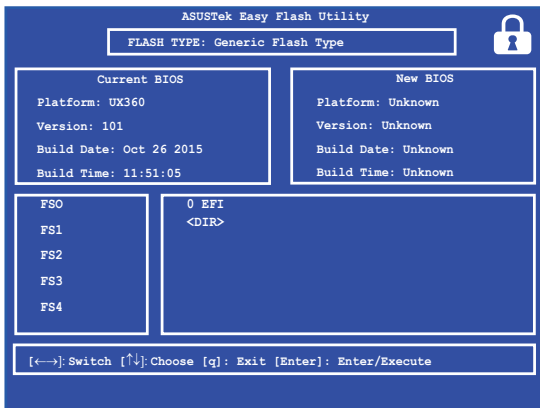 ASUSTek Easy Flash Utility
FLASH TYPE: Generic Flash Type
Current BIOS
Platform: UX360
Version: 101
Build Date: Oct 26 2015
Build Time: 11:51:05
New BIOS
Platform: Unknown
Version: Unknown
Build Date: Unknown
Build Time: Unknown
FSO
FS1
FS2
FS3
FS4
0 EFI
<DIR>
[←→]: Switch [↑↓]: Choose [q]: Exit [Enter]: Enter/Execute